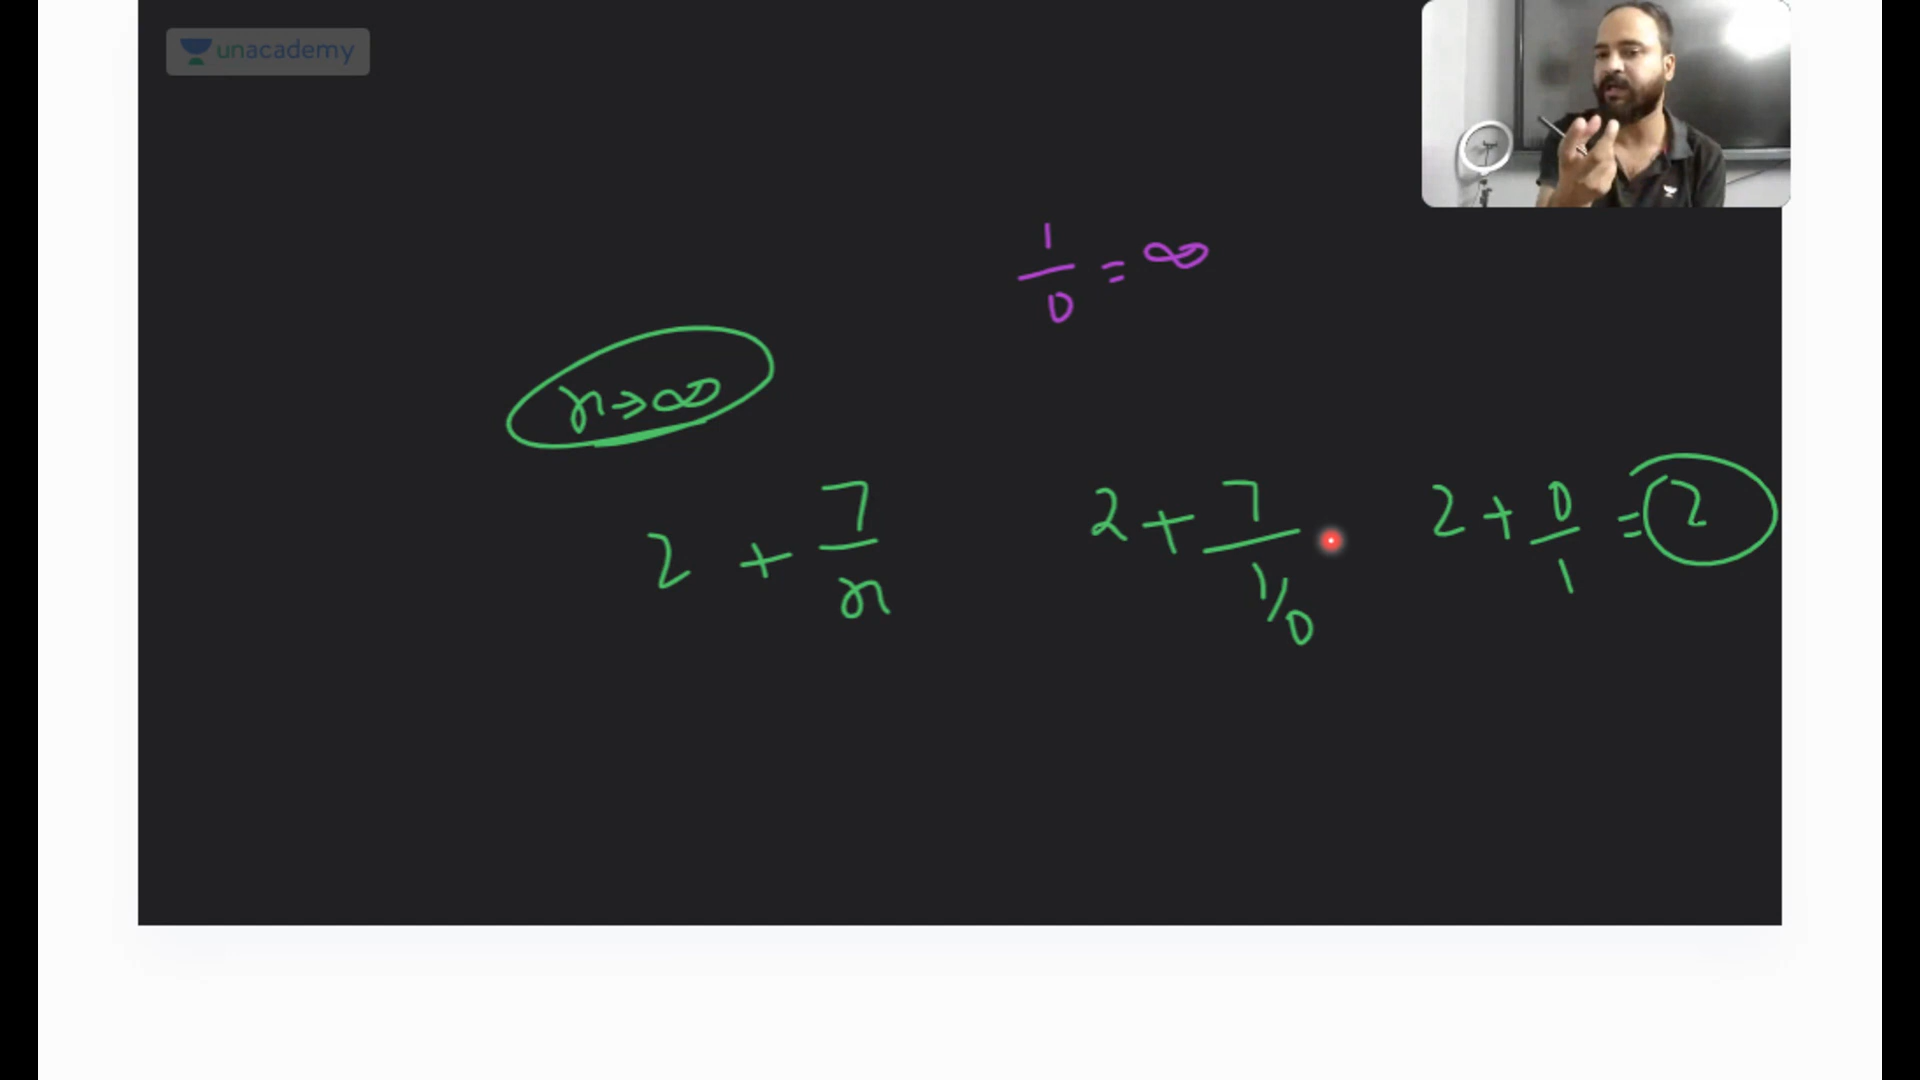 unacademy
1/0 = ∞
n→∞
2 + 7/n
2 + 7/(1/0)
2 + 0/1 = 2